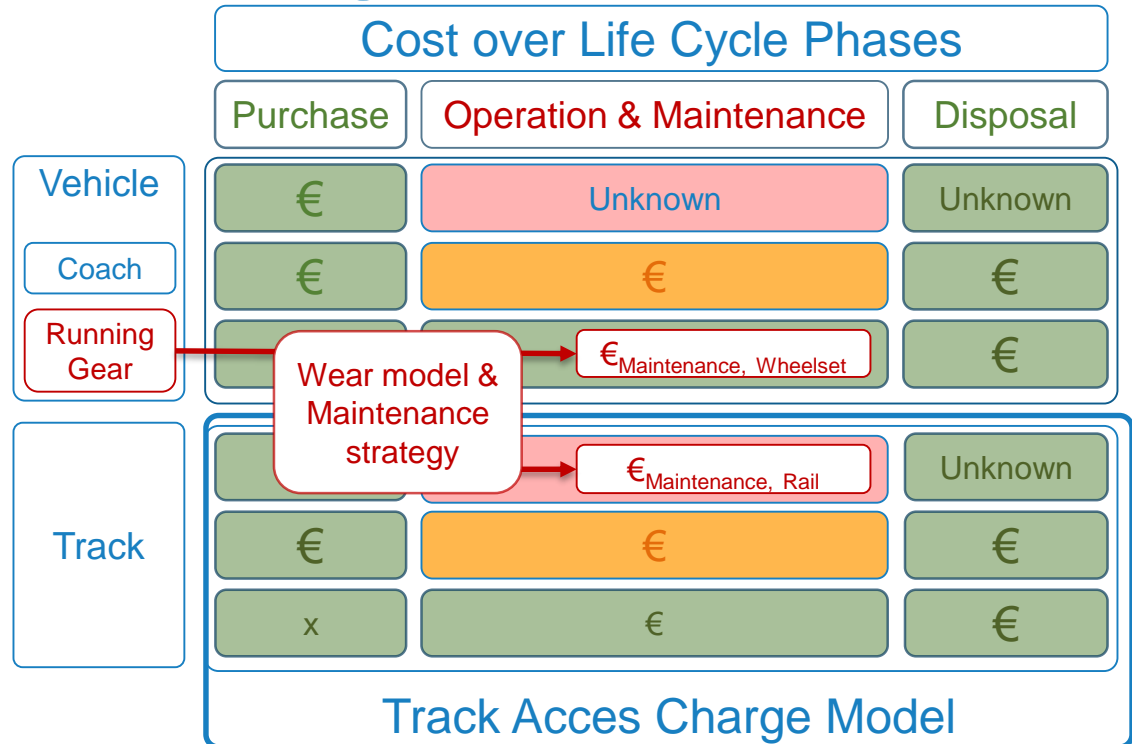 Cost over Life Cycle Phases
Purchase
Operation & Maintenance
Disposal
Vehicle
€
Unknown
Unknown
Coach
€
€
€
Running
Gear
Wear model &
Maintenance
strategy
€Maintenance, Wheelset
€
€Maintenance, Rail
Unknown
Track
€
€
€
x
€
€
Track Acces Charge Model